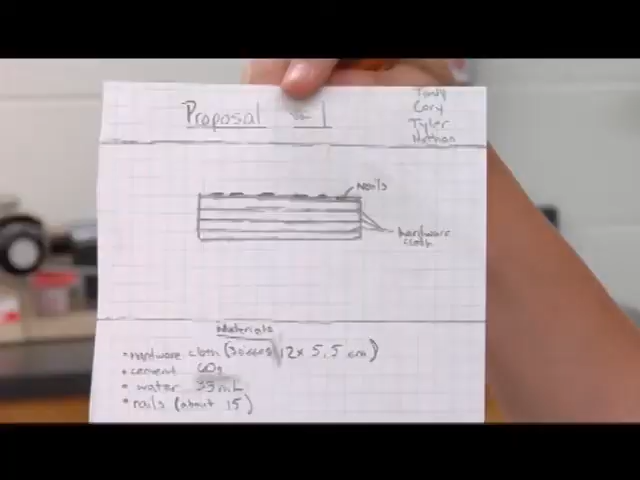 Proposal #1
Cory
Tyler
Nathan
Nails
hardware
cloth
Materials
• hardware cloth (3 pieces 12 x 5.5 cm)
• cement 60g
• water 35mL
• nails (about 15)